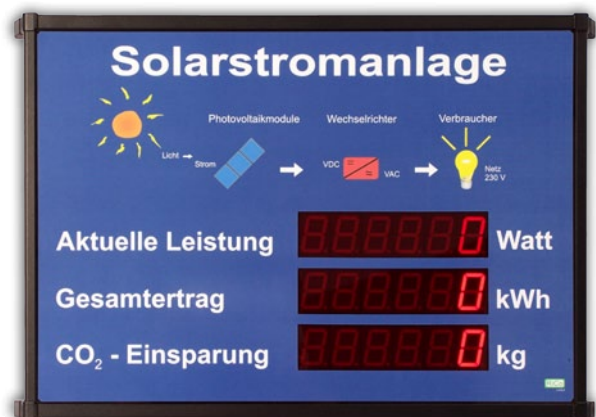 Solarstromanlage
Photovoltaikmodule Wechselrichter Verbraucher
Licht Strom VDC VAC Netz
230 V
Aktuelle Leistung 0 Watt
Gesamtertrag 0 kWh
CO₂ - Einsparung 0 kg